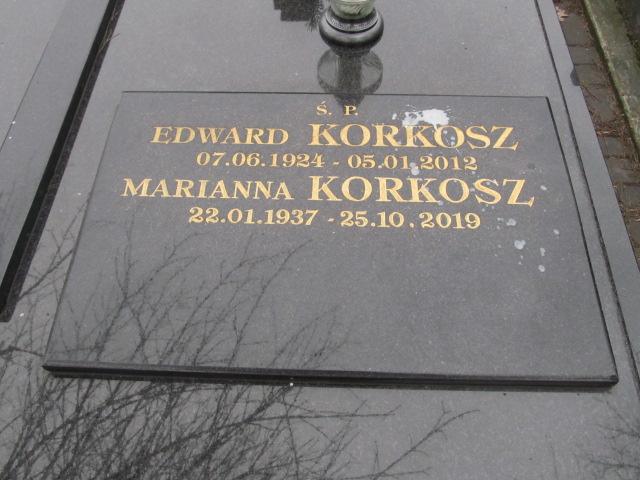 Ś. P.
EDWARD KORKOSZ
07.06.1924 - 05.01.2012
MARIANNA KORKOSZ
22.01.1937 - 25.10.2019